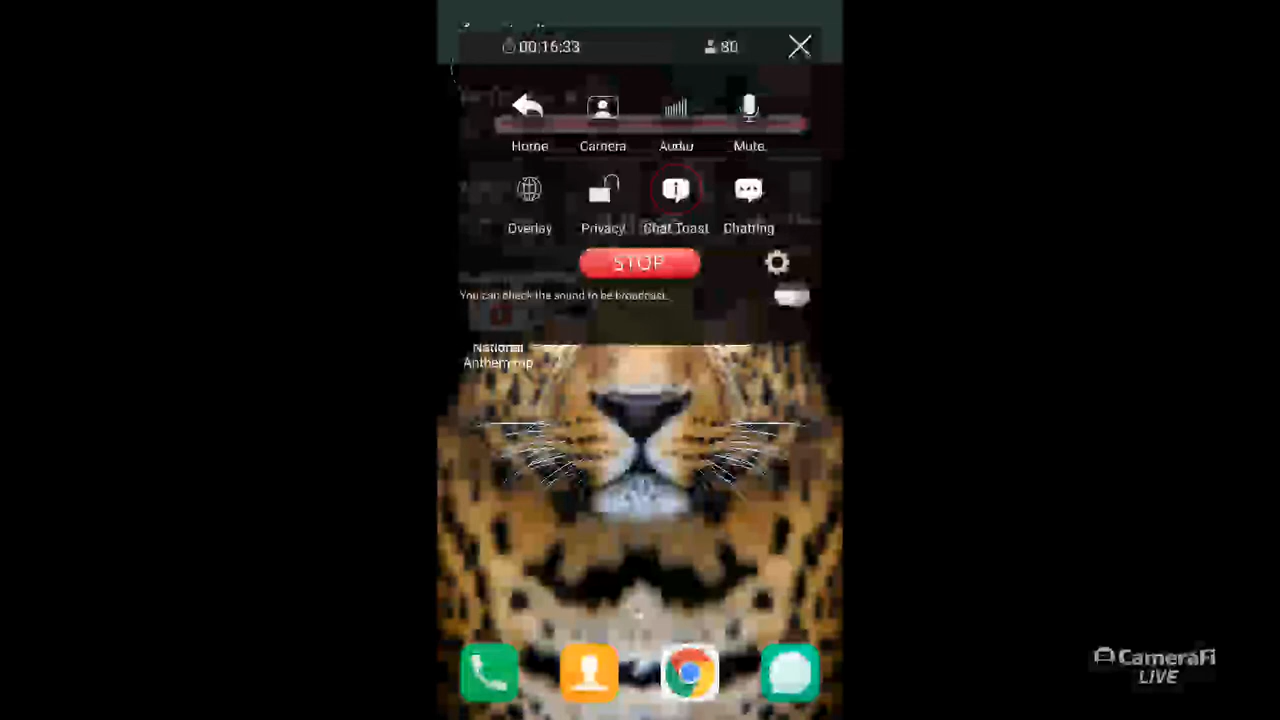 00:16:33 80
Home Camera Audio Mute
Overlay Privacy Chat Toast Chatting
STOP
You can check the sound to be broadcast.
National
Anthem
CameraFi
LIVE